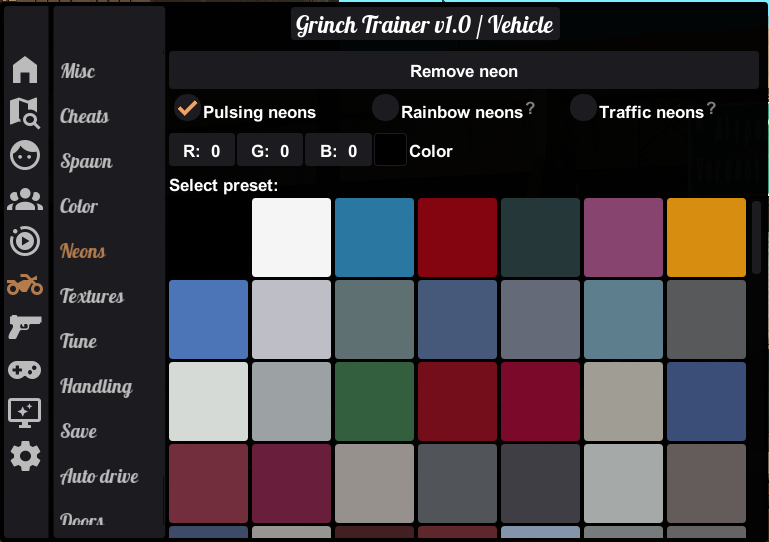 Grinch Trainer v1.0 / Vehicle
Misc
Cheats
Spawn
Color
Neons
Textures
Tune
Handling
Save
Auto drive
Doors
Remove neon
Pulsing neons
Rainbow neons ?
Traffic neons ?
R: 0 G: 0 B: 0 Color
Select preset: